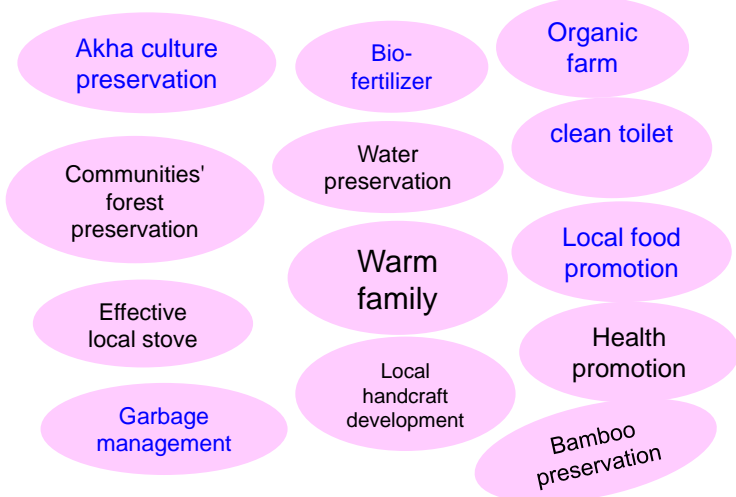 Akha culture
preservation
Bio-
fertilizer
Organic
farm
clean toilet
Communities'
forest
preservation
Water
preservation
Local food
promotion
Warm
family
Effective
local stove
Health
promotion
Local
handcraft
development
Garbage
management
Bamboo
preservation